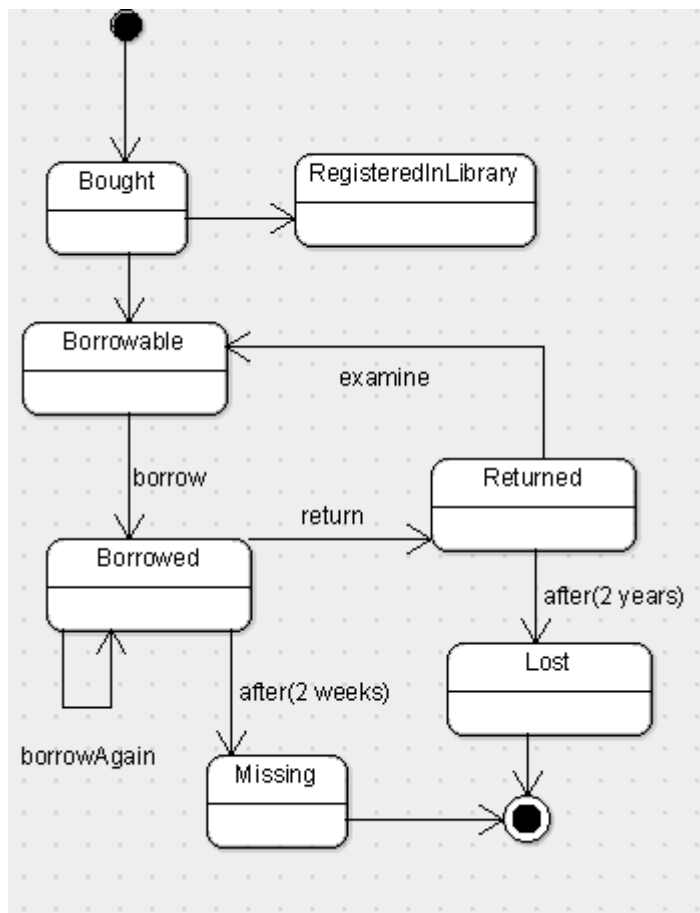 Bought
RegisteredInLibrary
Borrowable
examine
borrow
Returned
return
Borrowed
after(2 years)
Lost
after(2 weeks)
borrowAgain
Missing